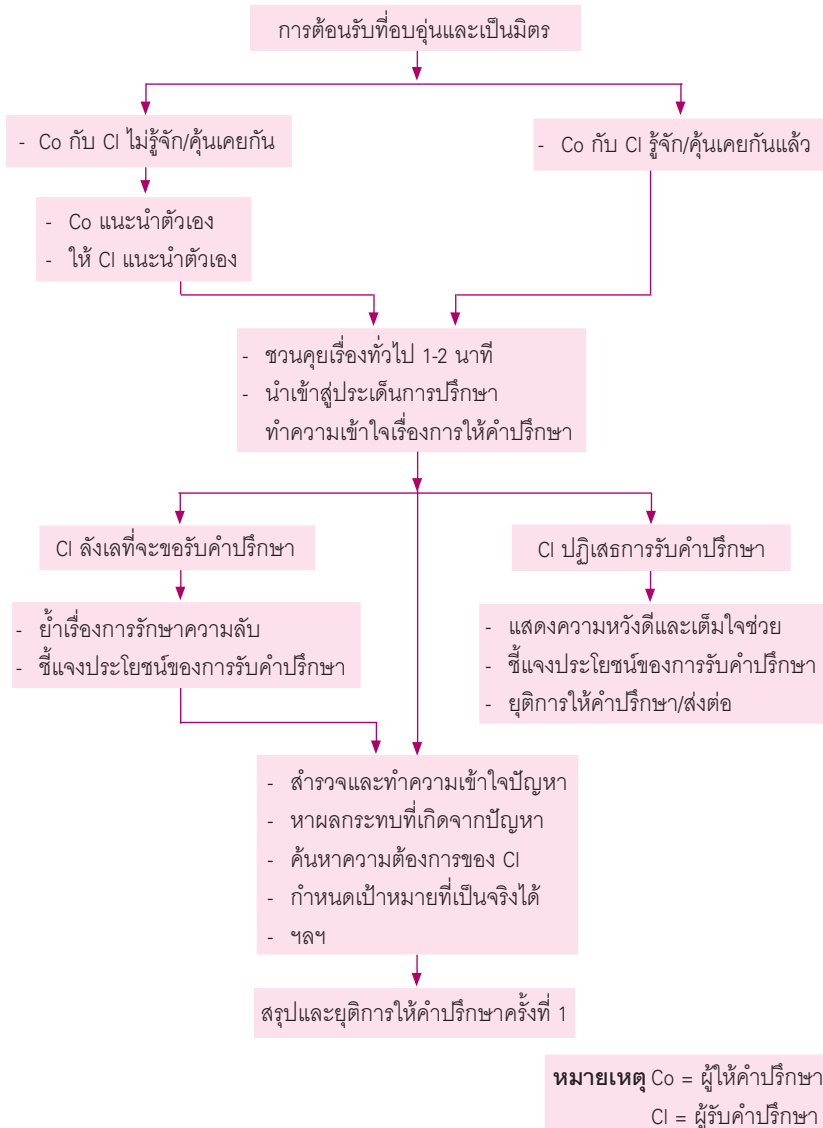 การต้อนรับที่อบอุ่นและเป็นมิตร
- Co กับ Cl ไม่รู้จัก/คุ้นเคยกัน
- Co กับ Cl รู้จัก/คุ้นเคยกันแล้ว
- Co แนะนำตัวเอง
- ให้ Cl แนะนำตัวเอง
- ชวนคุยเรื่องทั่วไป 1-2 นาที
- นำเข้าสู่ประเด็นการปรึกษา
ทำความเข้าใจเรื่องการให้คำปรึกษา
Cl ลังเลที่จะขอรับคำปรึกษา
Cl ปฏิเสธการรับคำปรึกษา
- ย้ำเรื่องการรักษาความลับ
- ชี้แจงประโยชน์ของการรับคำปรึกษา
- แสดงความหวังดีและเต็มใจช่วย
- ชี้แจงประโยชน์ของการรับคำปรึกษา
- ยุติการให้คำปรึกษา/ส่งต่อ
- สำรวจและทำความเข้าใจปัญหา
- หาผลกระทบที่เกิดจากปัญหา
- ค้นหาความต้องการของ Cl
- กำหนดเป้าหมายที่เป็นจริงได้
- ฯลฯ
สรุปและยุติการให้คำปรึกษาครั้งที่ 1
หมายเหตุ Co = ผู้ให้คำปรึกษา
Cl = ผู้รับคำปรึกษา